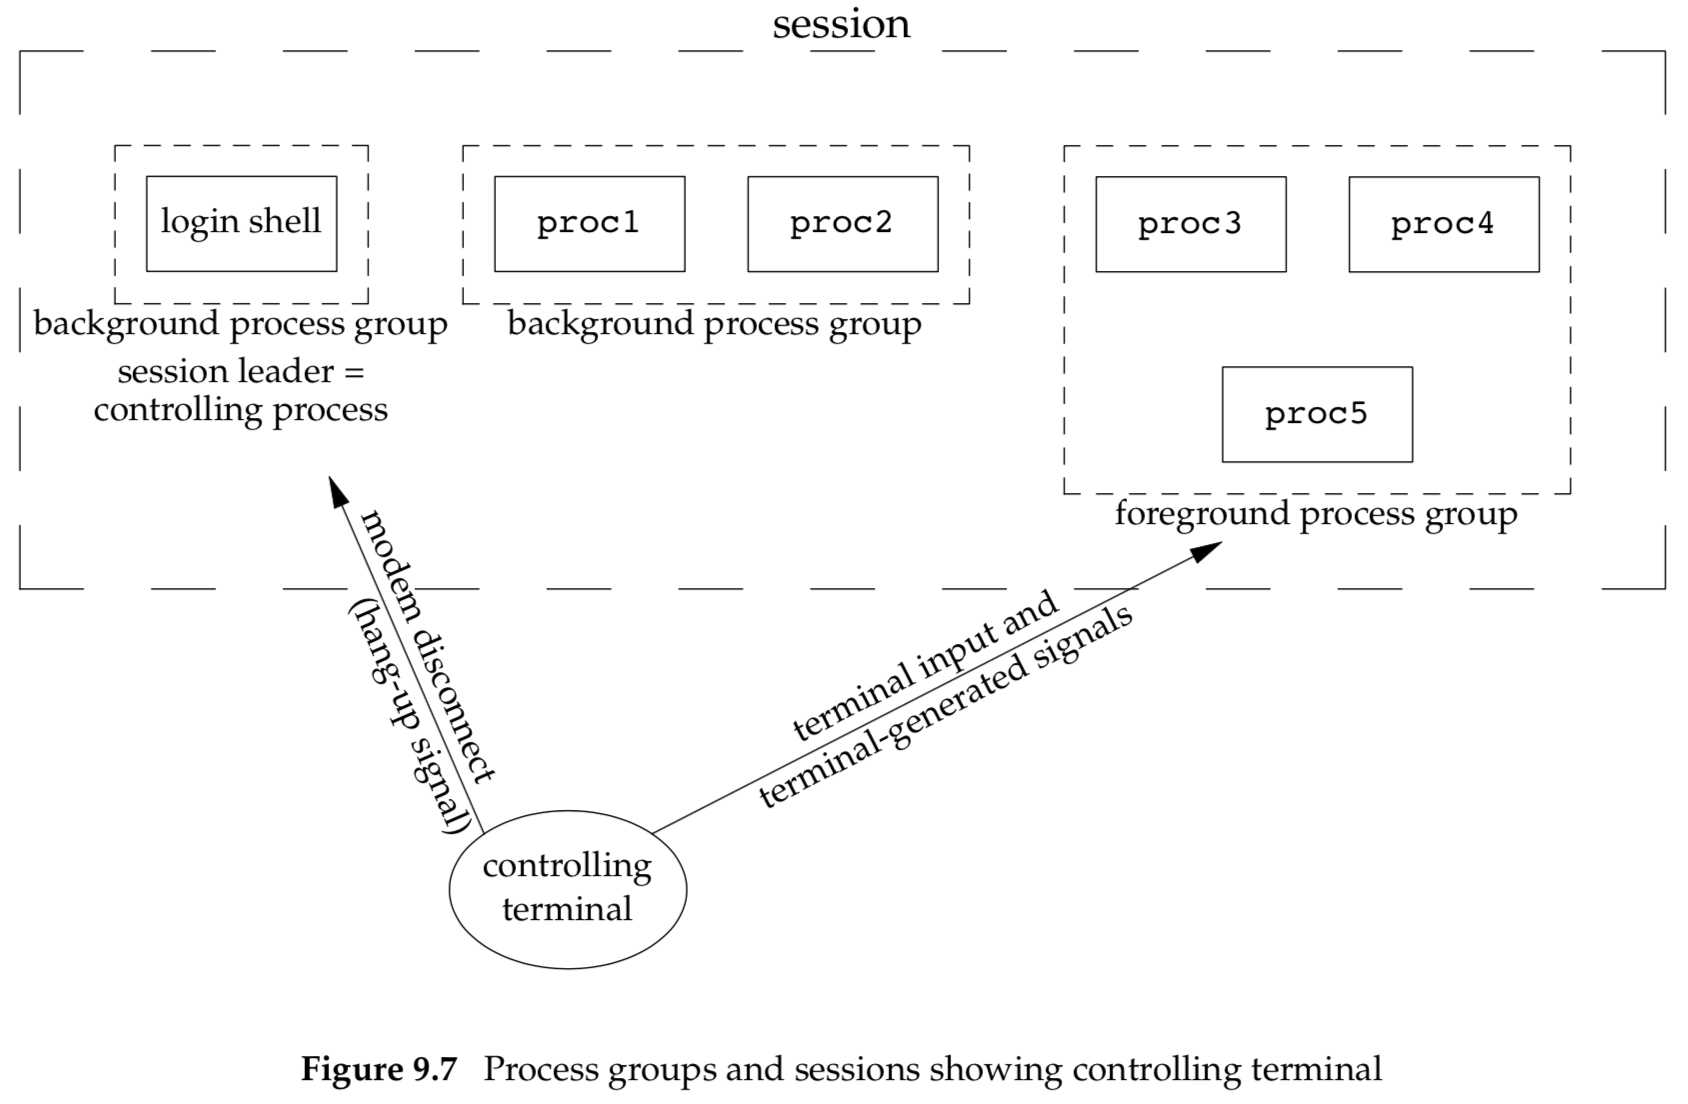 session
login shell
proc1
proc2
proc3
proc4
background process group
background process group
session leader =
controlling process
proc5
foreground process group
modem disconnect
(hang-up signal)
terminal input and
terminal-generated signals
controlling
terminal
Figure 9.7 Process groups and sessions showing controlling terminal